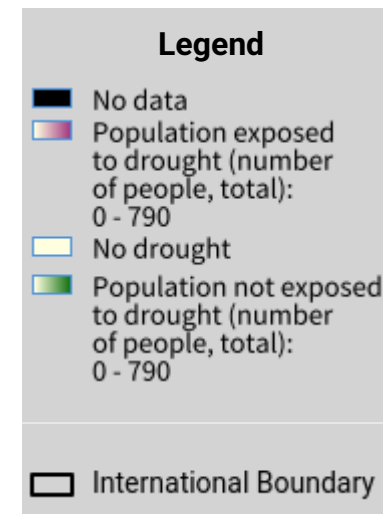 Legend
No data
Population exposed
to drought (number
of people, total):
0 - 790
No drought
Population not exposed
to drought (number
of people, total):
0 - 790
International Boundary